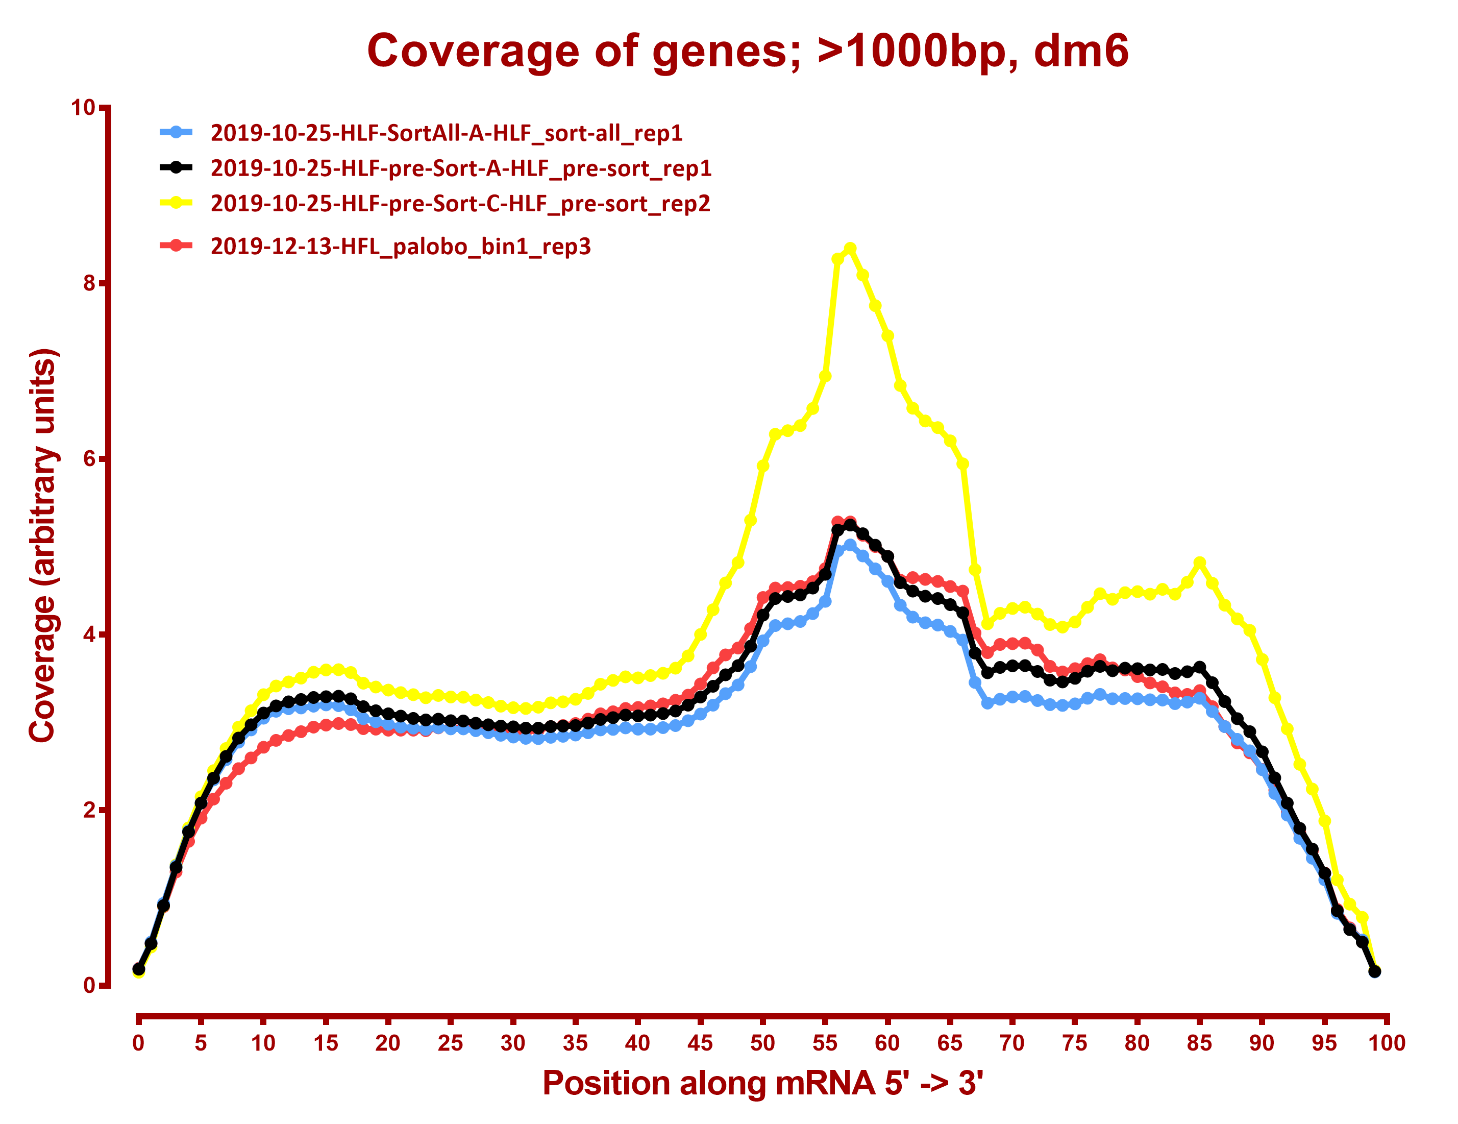 Coverage of genes; >1000bp, dm6
10
2019-10-25-HLF-SortAll-A-HLF_sort-all_rep1
2019-10-25-HLF-pre-Sort-A-HLF_pre-sort_rep1
2019-10-25-HLF-pre-Sort-C-HLF_pre-sort_rep2
2019-12-13-HFL_palobo_bin1_rep3
8
6
4
2
0
Coverage (arbitrary units)
0 5 10 15 20 25 30 35 40 45 50 55 60 65 70 75 80 85 90 95 100
Position along mRNA 5' -> 3'